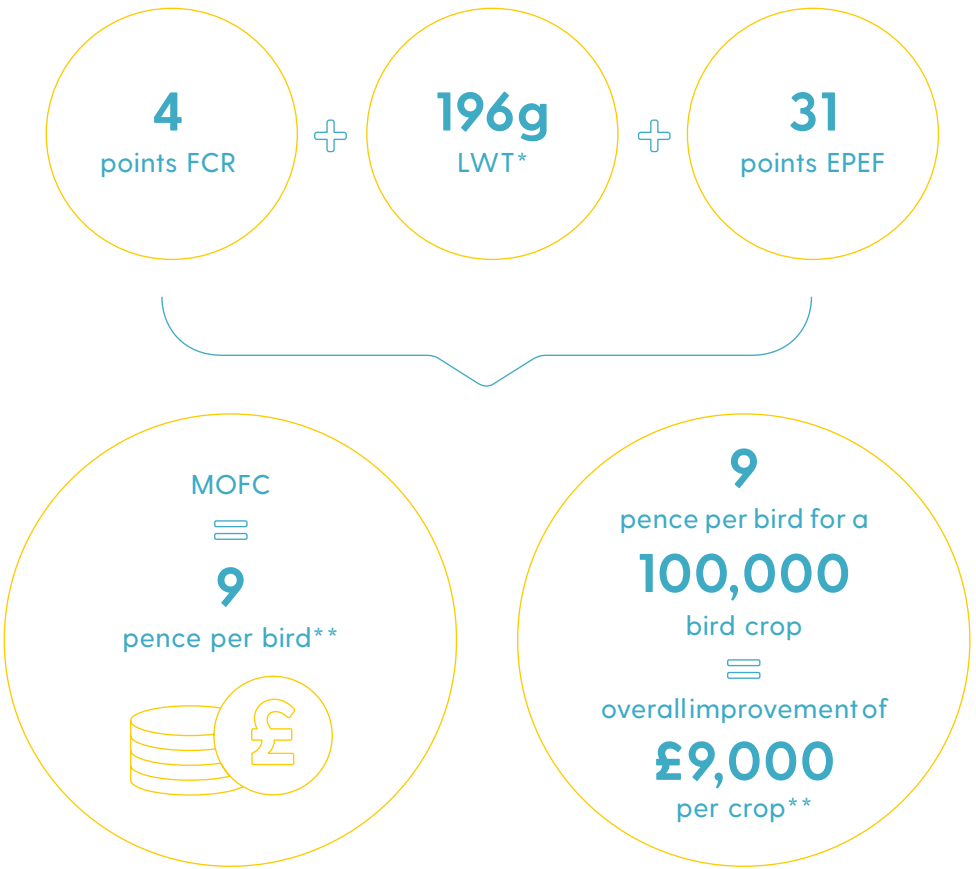 4
points FCR
196g
LWT*
31
points EPEF
MOFC
9
pence per bird**
£
9
pence per bird for a
100,000
bird crop
overall improvement of
£9,000
per crop**